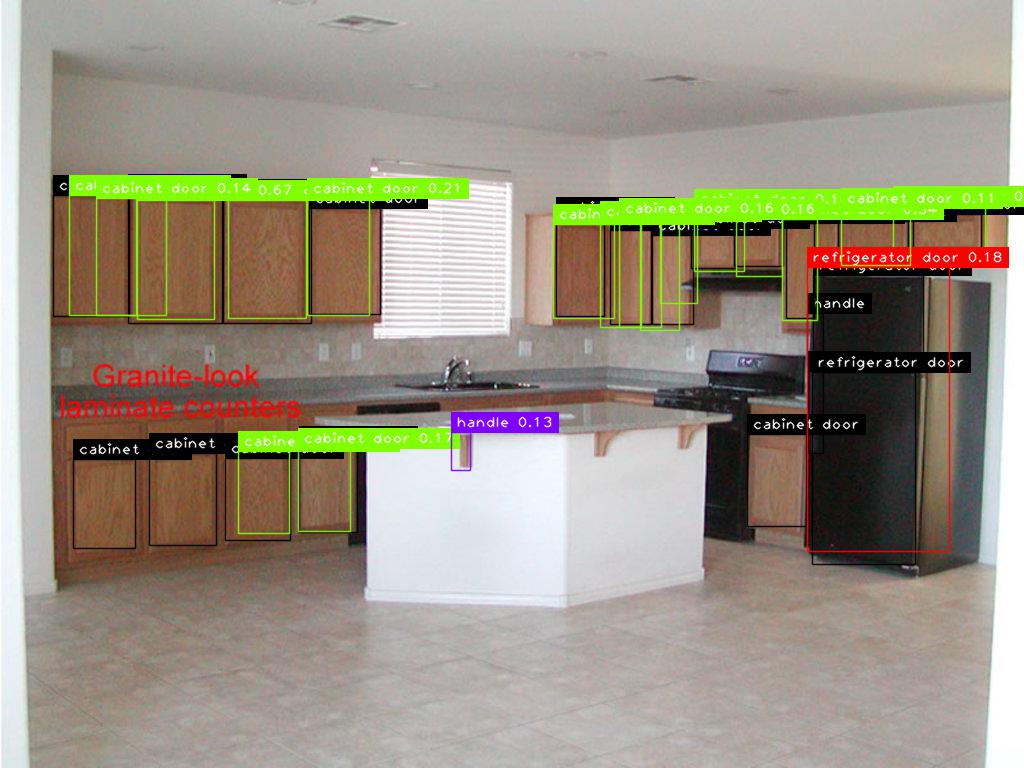 cabinet door 0.14
0.67
cabinet door 0.21
cabinet door
cabin
cabinet door 0.16
0.16
cabinet door 0.11
refrigerator door 0.18
refrigerator door
handle
refrigerator door
Granite-look
laminate counters
handle 0.13
cabinet door
cabinet
cabinet
cabine
cabinet door 0.17